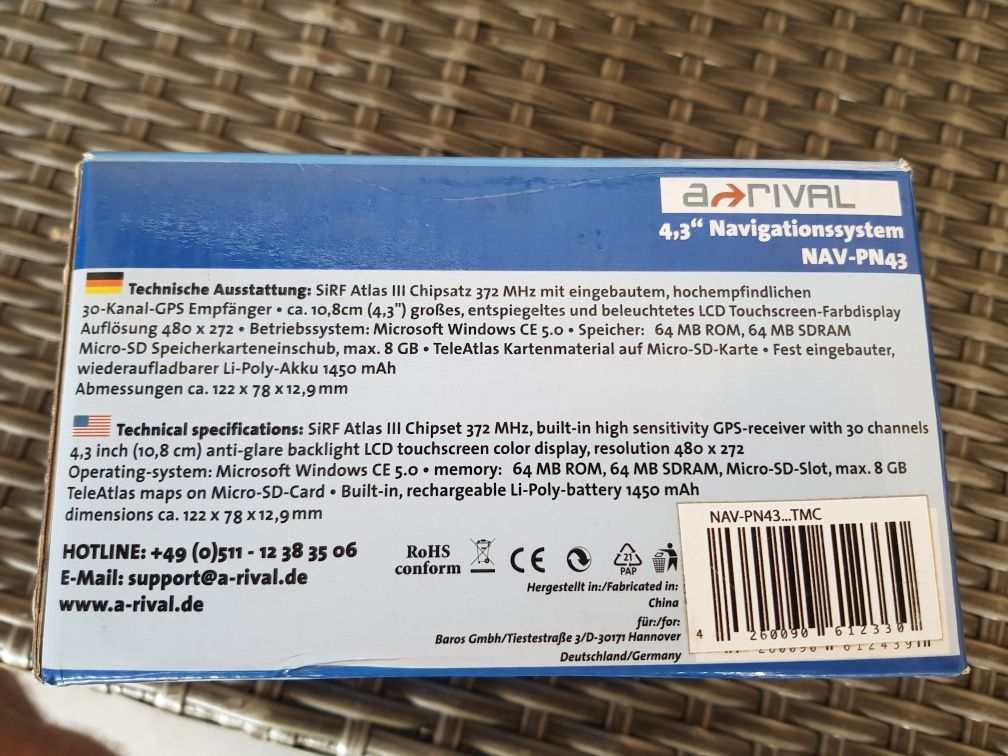 a rival
4,3“ Navigationssystem
NAV-PN43
Technische Ausstattung: SiRF Atlas III Chipsatz 372 MHz mit eingebautem, hochempfindlichen
30-Kanal-GPS Empfänger • ca. 10,8cm (4,3") großes, entspiegeltes und beleuchtetes LCD Touchscreen-Farbdisplay
Auflösung 480 x 272 • Betriebssystem: Microsoft Windows CE 5.0 • Speicher: 64 MB ROM, 64 MB SDRAM
Micro-SD Speicherkarteneinschub, max. 8 GB • TeleAtlas Kartenmaterial auf Micro-SD-Karte • Fest eingebauter,
wiederaufladbarer Li-Poly-Akku 1450 mAh
Abmessungen ca. 122 x 78 x 12,9 mm
Technical specifications: SiRF Atlas III Chipset 372 MHz, built-in high sensitivity GPS-receiver with 30 channels
4,3 inch (10,8 cm) anti-glare backlight LCD touchscreen color display, resolution 480 x 272
Operating-system: Microsoft Windows CE 5.0 • memory: 64 MB ROM, 64 MB SDRAM, Micro-SD-Slot, max. 8 GB
TeleAtlas maps on Micro-SD-Card • Built-in, rechargeable Li-Poly-battery 1450 mAh
dimensions ca. 122 x 78 x 12,9 mm
HOTLINE: +49 (0)511 - 12 38 35 06
E-Mail: support@a-rival.de
www.a-rival.de
RoHS
conform
CE
21
PAP
Hergestellt in:/Fabricated in:
China
für:/for:
Baros GmbH/Tiestestraße 3/D-30171 Hannover
Deutschland/Germany
NAV-PN43...TMC
4 260090 612330
260090 612439